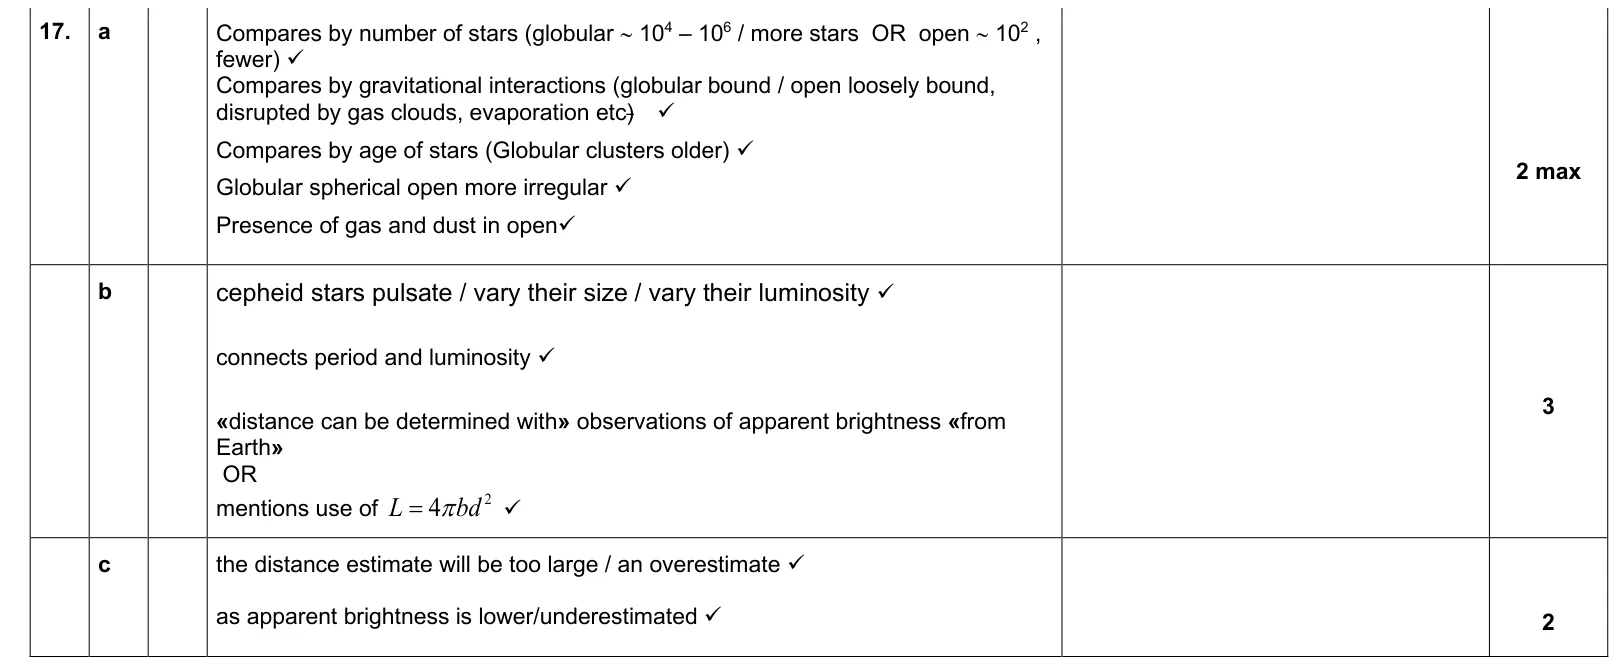 17. a Compares by number of stars (globular ~ 10⁴ – 10⁶ / more stars OR open ~ 10² ,
fewer) ✓
Compares by gravitational interactions (globular bound / open loosely bound,
disrupted by gas clouds, evaporation etc) ✓
Compares by age of stars (Globular clusters older) ✓
Globular spherical open more irregular ✓
Presence of gas and dust in open✓
2 max
b cepheid stars pulsate / vary their size / vary their luminosity ✓
connects period and luminosity ✓
«distance can be determined with» observations of apparent brightness «from
Earth»
OR
mentions use of L = 4πbd² ✓
3
c the distance estimate will be too large / an overestimate ✓
as apparent brightness is lower/underestimated ✓
2